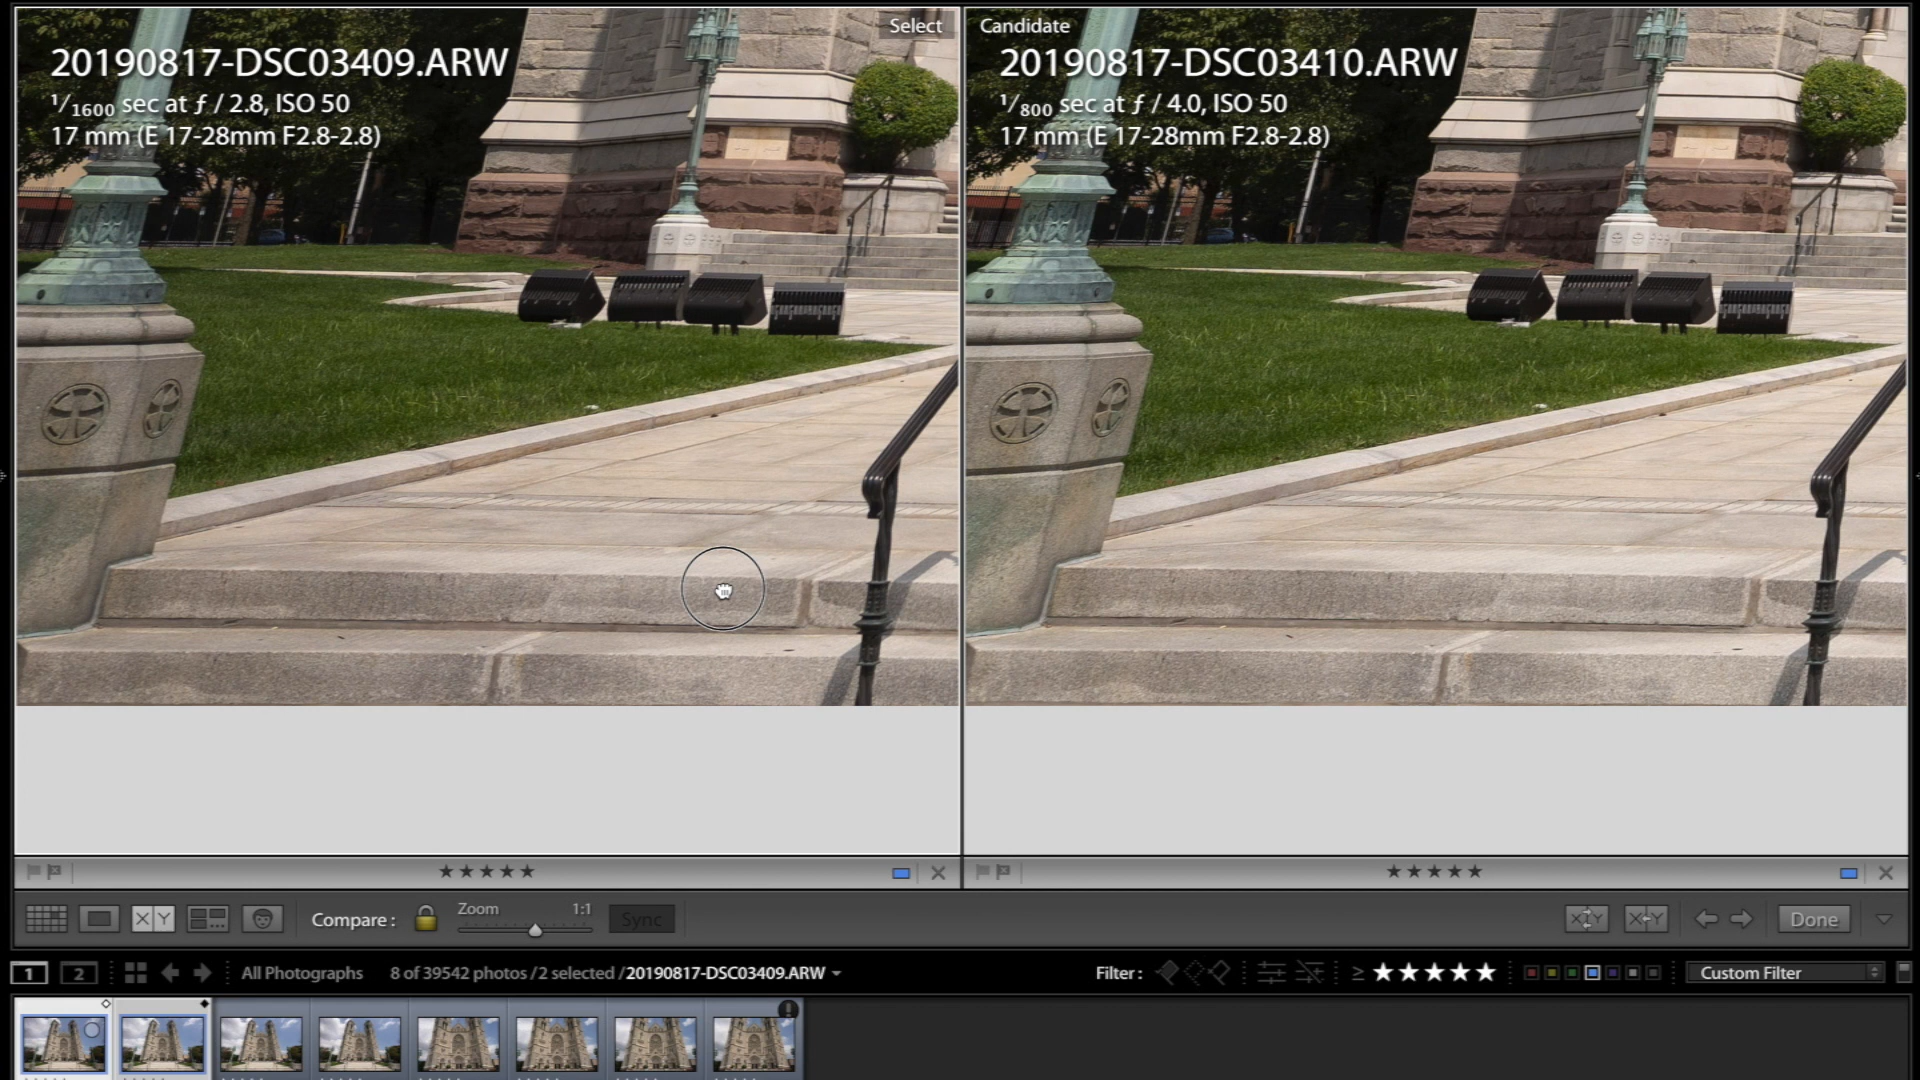 Select
20190817-DSC03409.ARW
1/1600 sec at ƒ / 2.8, ISO 50
17 mm (E 17-28mm F2.8-2.8)
Candidate
20190817-DSC03410.ARW
1/800 sec at ƒ / 4.0, ISO 50
17 mm (E 17-28mm F2.8-2.8)
X Y Compare : Zoom 1:1 Sync X Y X Y Done
1 2 All Photographs 8 of 39542 photos / 2 selected / 20190817-DSC03409.ARW Filter : ≥ ★★★★★ Custom Filter